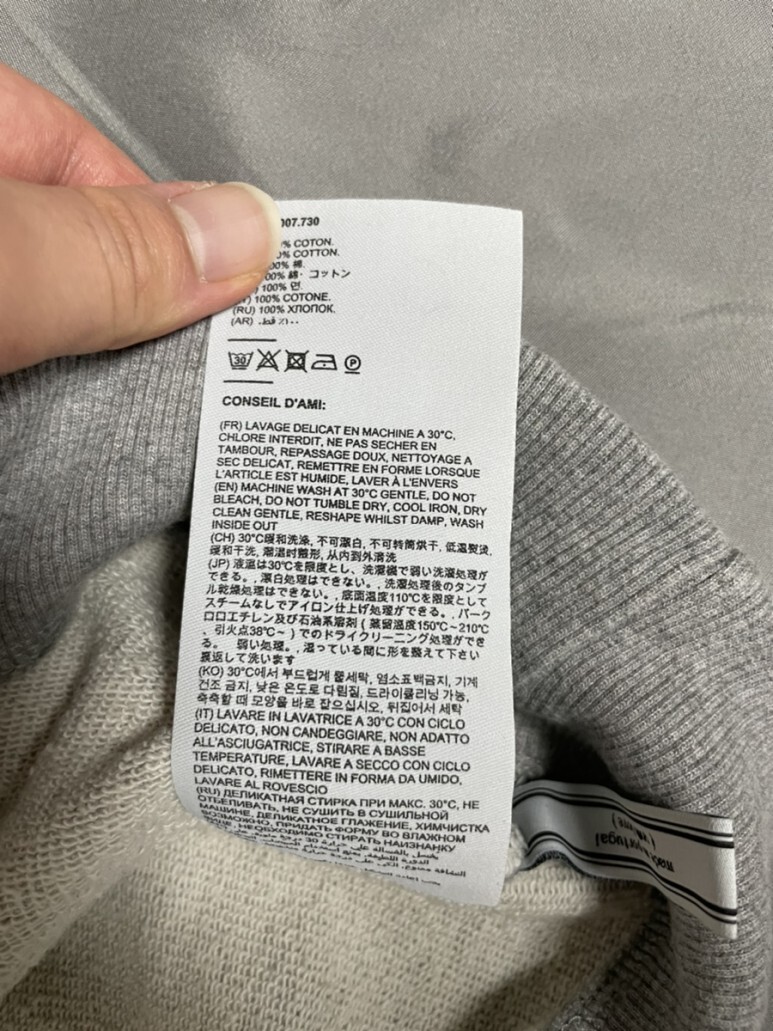 007.730
% COTON.
% COTTON.
00% 棉.
00% 綿・コットン
100% 면.
100% COTONE.
(RU) 100% ХЛОПОК.
(AR) ١٠٠٪ قطن.
30 P
CONSEIL D'AMI:
(FR) LAVAGE DELICAT EN MACHINE A 30°C,
CHLORE INTERDIT, NE PAS SECHER EN
TAMBOUR, REPASSAGE DOUX, NETTOYAGE A
SEC DELICAT, REMETTRE EN FORME LORSQUE
L'ARTICLE EST HUMIDE, LAVER À L'ENVERS
(EN) MACHINE WASH AT 30°C GENTLE, DO NOT
BLEACH, DO NOT TUMBLE DRY, COOL IRON, DRY
CLEAN GENTLE, RESHAPE WHILST DAMP, WASH
INSIDE OUT
(CH) 30°C暖和洗涤, 不可漂白, 不可转筒烘干, 低温熨烫,
暖和干洗, 潮湿时整形, 从内到外清洗
(JP) 液温は30℃を限度とし、洗濯機で弱い洗濯処理が
できる。, 漂白処理はできない。, 洗濯処理後のタンブ
ル乾燥処理はできない。, 底面温度110℃を限度として
スチームなしでアイロン仕上げ処理ができる。, パーク
ロロエチレン及び石油系溶剤 ( 蒸留温度150℃～210℃
、引火点38℃～ ) でのドライクリーニング処理ができ
る。 弱い処理。, 湿っている間に形を整えて下さい
裏返して洗います
(KO) 30°C에서 부드럽게 물세탁, 염소표백금지, 기계
건조 금지, 낮은 온도로 다림질, 드라이클리닝 가능,
축축할 때 모양을 바로 잡으십시오, 뒤집어서 세탁
(IT) LAVARE IN LAVATRICE A 30°C CON CICLO
DELICATO, NON CANDEGGIARE, NON ADATTO
ALL'ASCIUGATRICE, STIRARE A BASSE
TEMPERATURE, LAVARE A SECCO CON CICLO
DELICATO, RIMETTERE IN FORMA DA UMIDO,
LAVARE AL ROVESCIO
(RU) ДЕЛИКАТНАЯ СТИРКА ПРИ МАКС. 30°C, НЕ
ОТБЕЛИВАТЬ, НЕ СУШИТЬ В СУШИЛЬНОЙ
МАШИНЕ, ДЕЛИКАТНОЕ ГЛАЖЕНИЕ, ХИМЧИСТКА
ВОЗМОЖНО, ПРИДАТЬ ФОРМУ ВО ВЛАЖНОМ
НЕОБХОДИМО СТИРАТЬ НАИЗНАНКУ
يغسل بالغسالة على حرارة 30 درجة
made in portugal